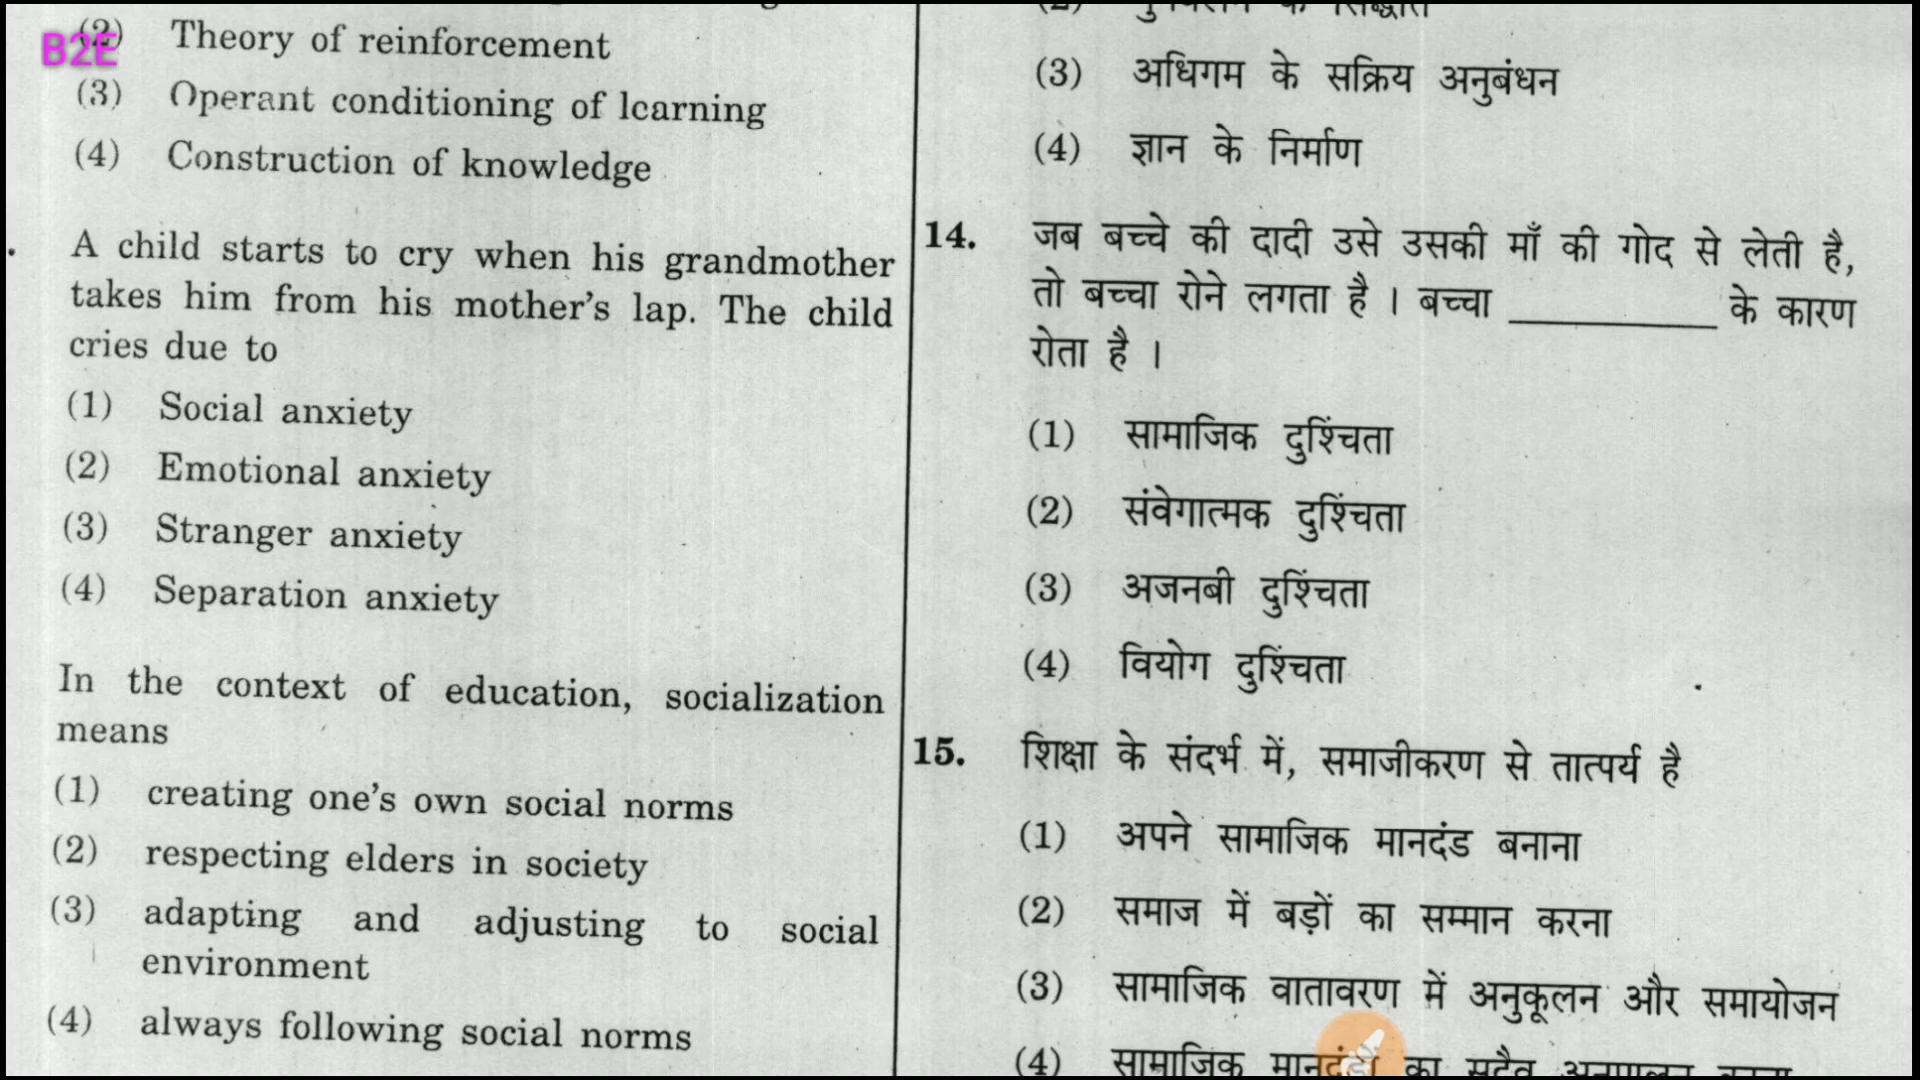 B2E
(2) Theory of reinforcement
(3) Operant conditioning of learning
(4) Construction of knowledge
A child starts to cry when his grandmother
takes him from his mother's lap. The child
cries due to
(1) Social anxiety
(2) Emotional anxiety
(3) Stranger anxiety
(4) Separation anxiety
In the context of education, socialization
means
(1) creating one's own social norms
(2) respecting elders in society
(3) adapting and adjusting to social
environment
(4) always following social norms
(3) अधिगम के सक्रिय अनुबंधन
(4) ज्ञान के निर्माण
14. जब बच्चे की दादी उसे उसकी माँ की गोद से लेती है,
तो बच्चा रोने लगता है । बच्चा __________ के कारण
रोता है ।
(1) सामाजिक दुश्चिंता
(2) संवेगात्मक दुश्चिंता
(3) अजनबी दुश्चिंता
(4) वियोग दुश्चिंता
15. शिक्षा के संदर्भ में, समाजीकरण से तात्पर्य है
(1) अपने सामाजिक मानदंड बनाना
(2) समाज में बड़ों का सम्मान करना
(3) सामाजिक वातावरण में अनुकूलन और समायोजन
(4) सामाजिक का सदैव